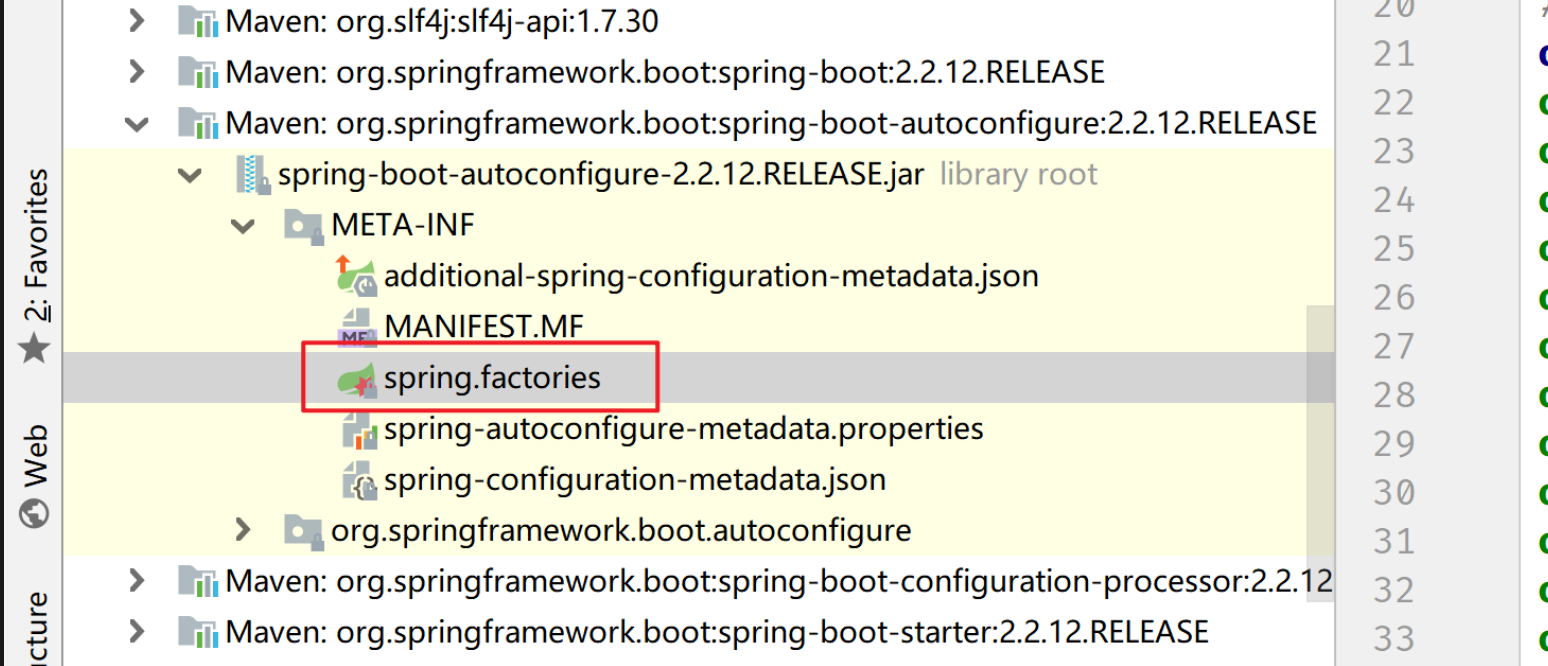 Maven: org.slf4j:slf4j-api:1.7.30
Maven: org.springframework.boot:spring-boot:2.2.12.RELEASE
Maven: org.springframework.boot:spring-boot-autoconfigure:2.2.12.RELEASE
spring-boot-autoconfigure-2.2.12.RELEASE.jar library root
META-INF
additional-spring-configuration-metadata.json
MANIFEST.MF
spring.factories
spring-autoconfigure-metadata.properties
spring-configuration-metadata.json
org.springframework.boot.autoconfigure
Maven: org.springframework.boot:spring-boot-configuration-processor:2.2.12
Maven: org.springframework.boot:spring-boot-starter:2.2.12.RELEASE
2: Favorites
Web
20
21
22
23
24
25
26
27
28
29
30
31
32
33